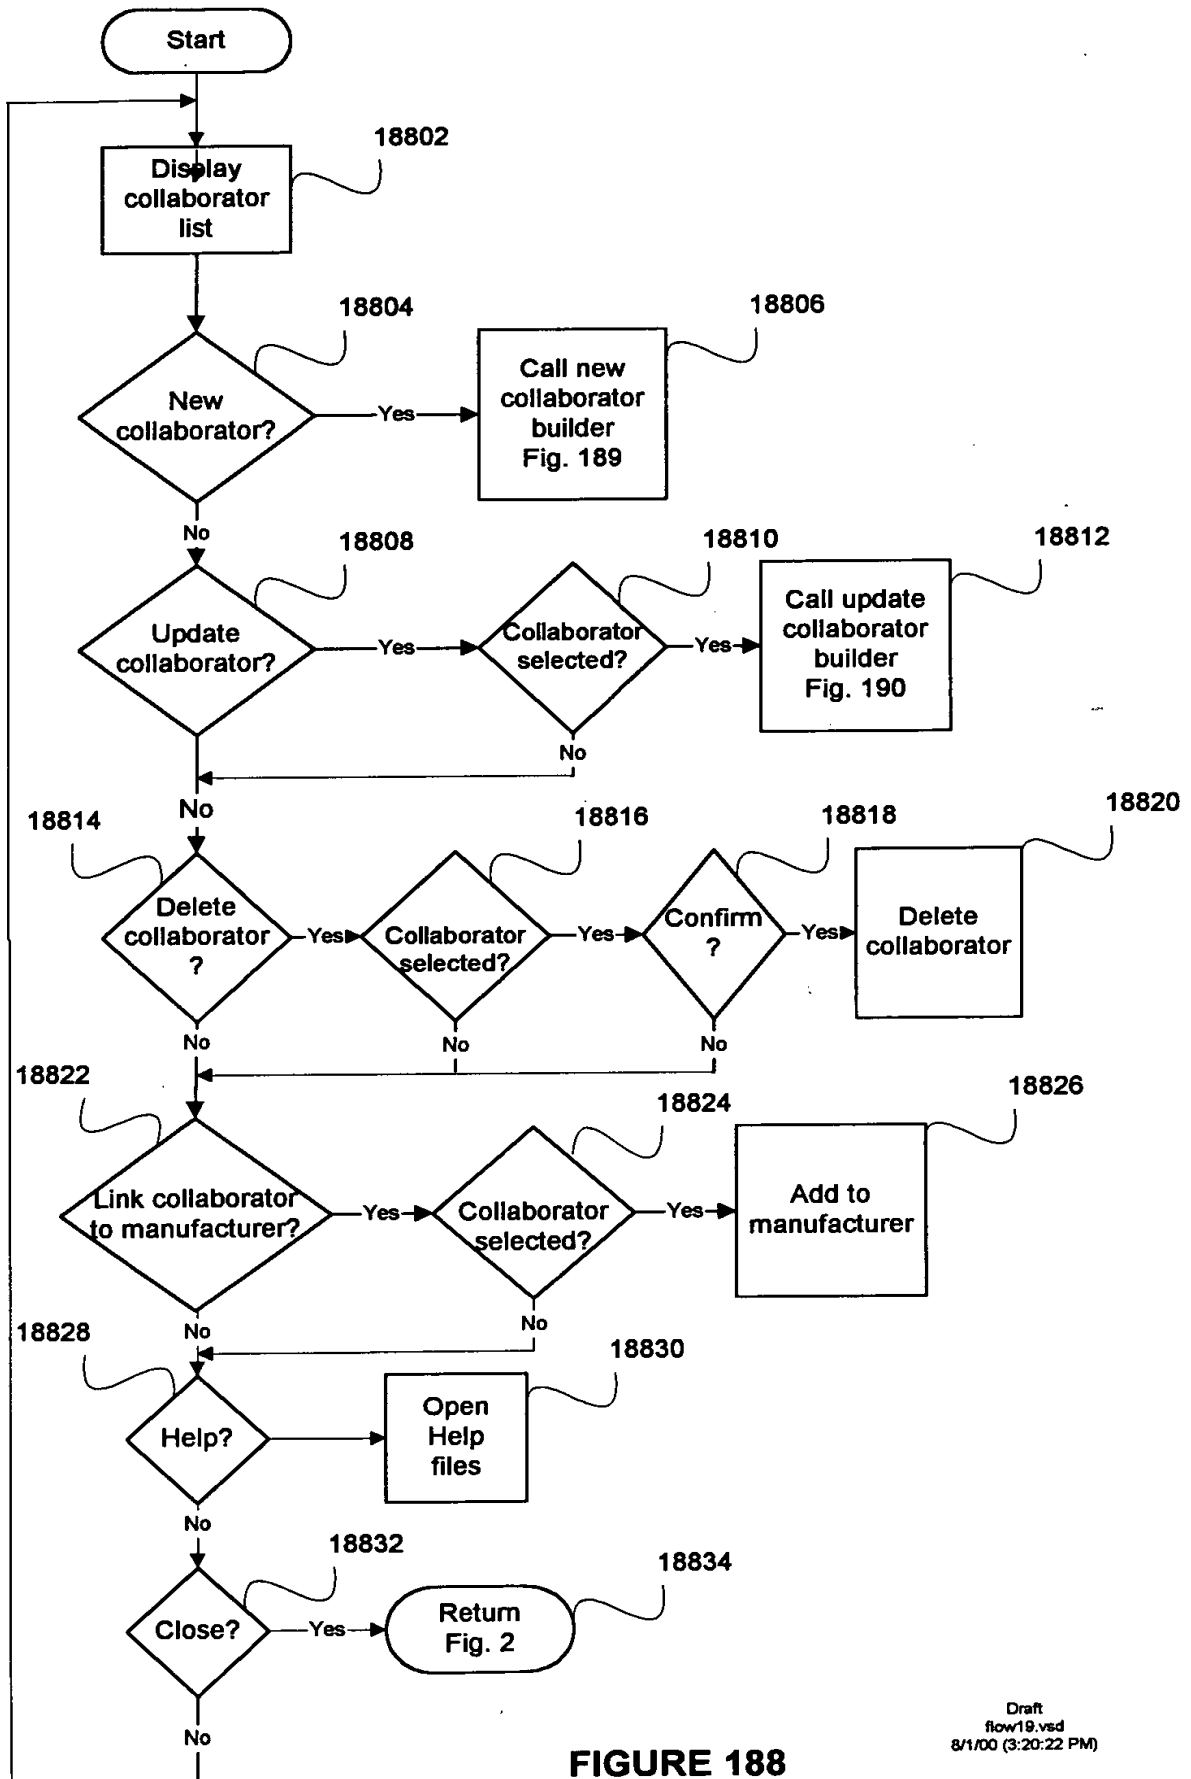 Start
18802
Display
collaborator
list
18804
18806
New
collaborator?
Yes
Call new
collaborator
builder
Fig. 189
No
18808
18810
18812
Update
collaborator?
Yes
Collaborator
selected?
Yes
Call update
collaborator
builder
Fig. 190
No
No
18814
18816
18818
18820
Delete
collaborator
?
Yes
Collaborator
selected?
Yes
Confirm
?
Yes
Delete
collaborator
No
No
No
18822
18824
18826
Link collaborator
to manufacturer?
Yes
Collaborator
selected?
Yes
Add to
manufacturer
No
No
18828
18830
Help?
Open
Help
files
No
18832
18834
Close?
Yes
Return
Fig. 2
No
Draft
flow19.vsd
8/1/00 (3:20:22 PM)
FIGURE 188